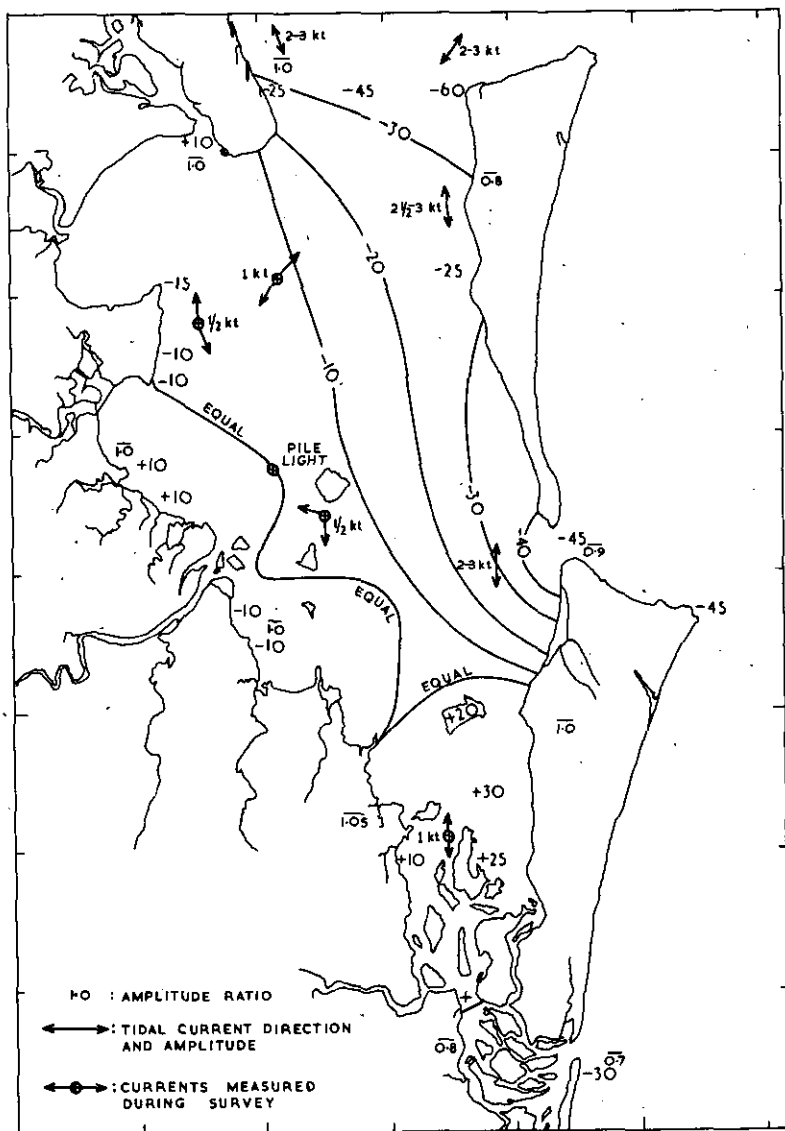 2-3 kt
1·0
-25
-45
2-3 kt
-60
-30
+10
1·0
0·8
2½-3 kt
-20
-25
1 kt
-15
½ kt
-10
-10
-10
EQUAL
PILE
LIGHT
1·0
+10
+10
-30
½ kt
-45
0·9
2-3 kt
EQUAL
-45
-10
1·0
-10
EQUAL
+20
1·0
+30
1·05
1 kt
+10
+25
1·0 : AMPLITUDE RATIO
: TIDAL CURRENT DIRECTION
AND AMPLITUDE
+
0·8
0·7
-30
: CURRENTS MEASURED
DURING SURVEY